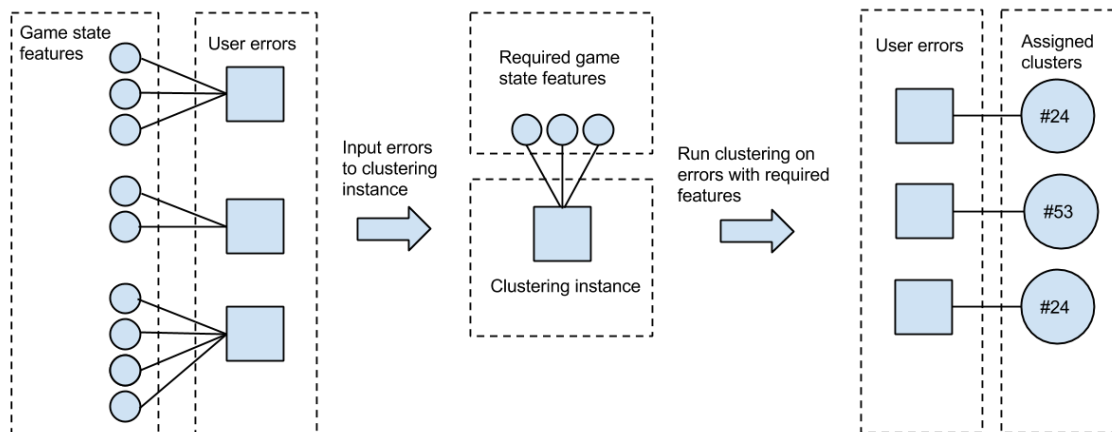 Game state
features
User errors
Input errors
to clustering
instance
Required game
state features
Clustering instance
Run clustering on
errors with required
features
User errors
Assigned
clusters
#24
#53
#24